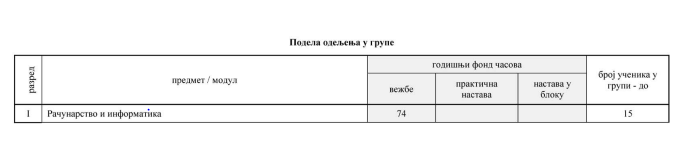 Подела одељења у групе
разред
предмет / модул
годишњи фонд часова
број ученика у
групи - до
вежбе
практична
настава
настава у
блоку
I Рачунарство и информатика 74 15